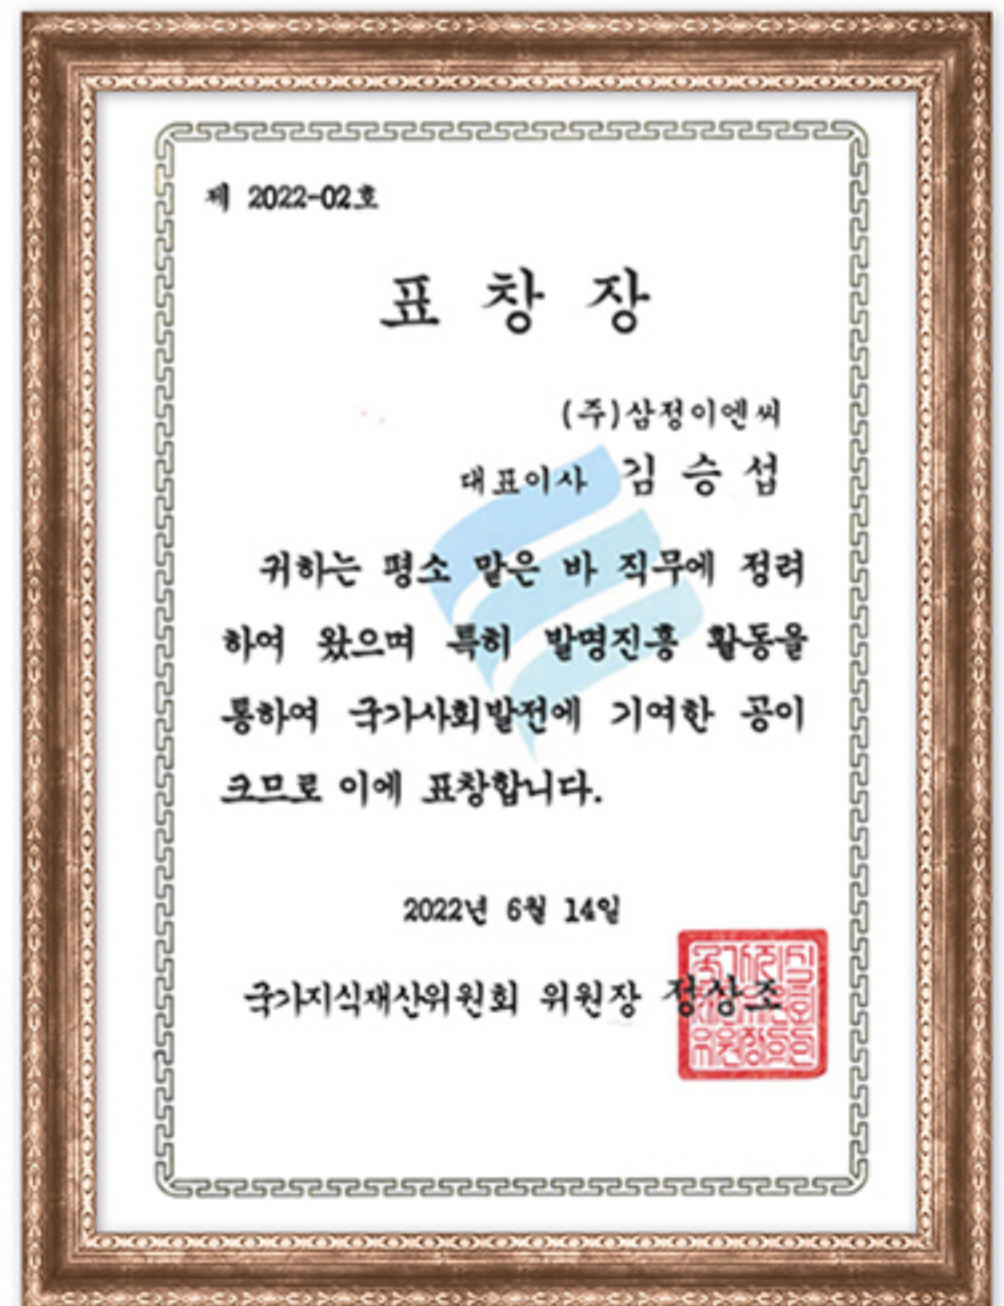 제 2022-02호
표 창 장
(주)삼정이엔씨
대표이사 김 승 섭
귀하는 평소 맡은 바 직무에 정려
하여 왔으며 특히 발명진흥 활동을
통하여 국가사회발전에 기여한 공이
크므로 이에 표창합니다.
2022년 6월 14일
국가지식재산위원회 위원장 정상조